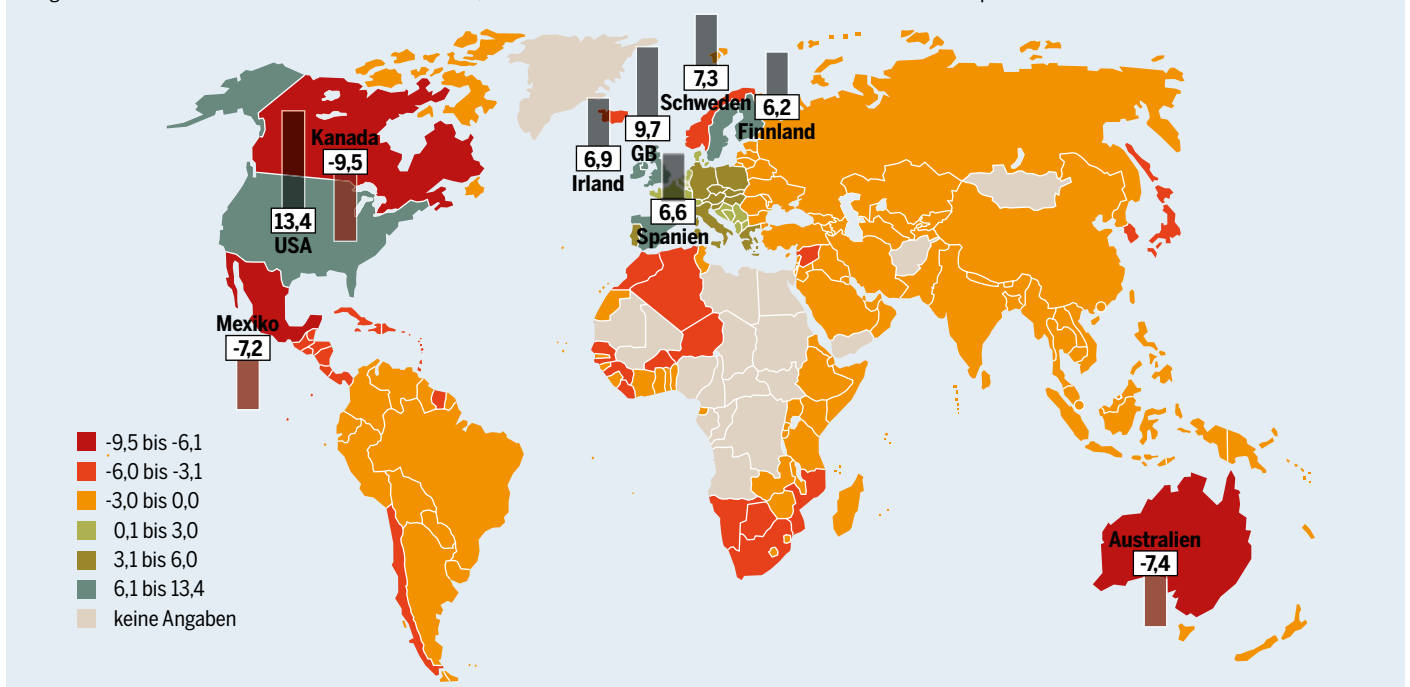 7,3
Schweden
6,2
Finnland
9,7
GB
6,9
Irland
6,6
Spanien
Kanada
-9,5
13,4
USA
Mexiko
-7,2
Australien
-7,4
-9,5 bis -6,1
-6,0 bis -3,1
-3,0 bis 0,0
0,1 bis 3,0
3,1 bis 6,0
6,1 bis 13,4
keine Angaben